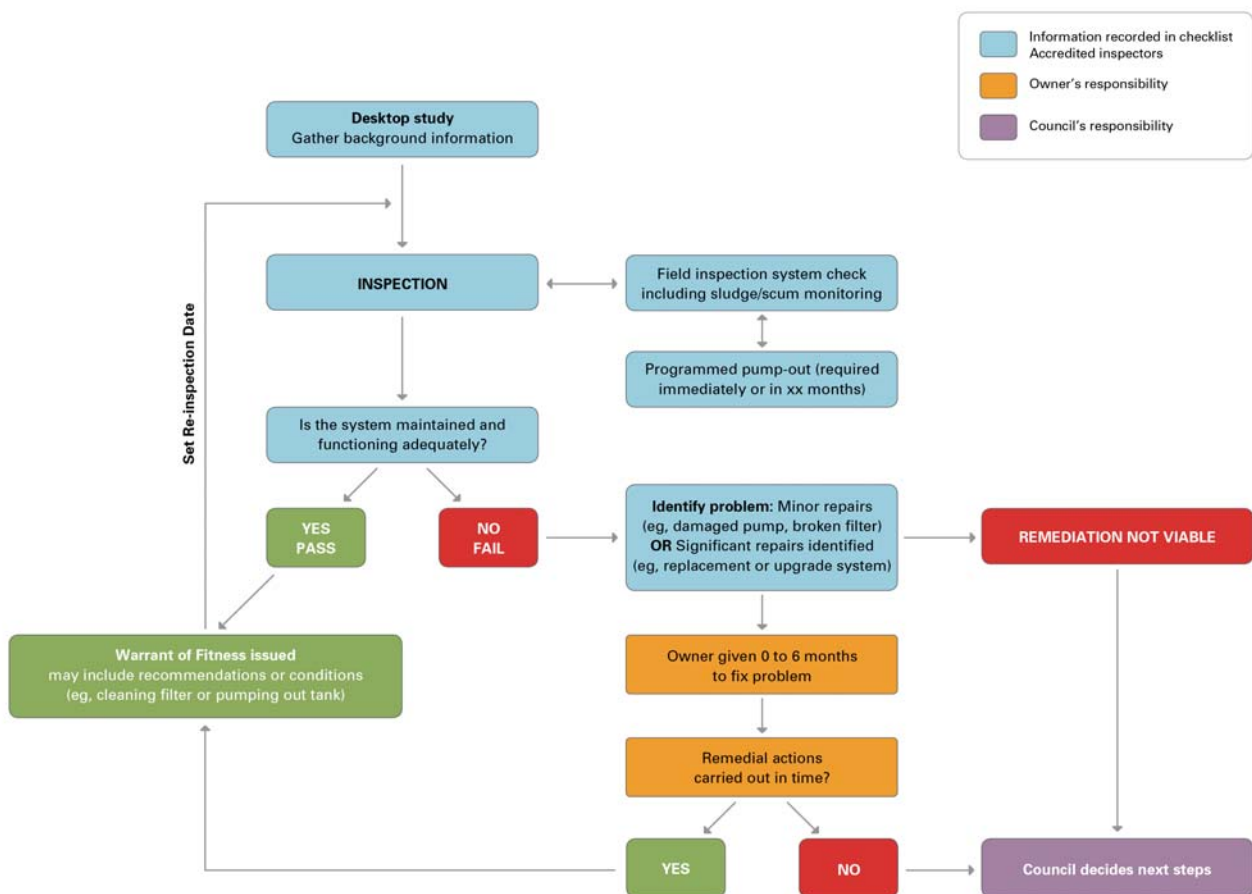 Information recorded in checklist
Accredited inspectors
Owner's responsibility
Council's responsibility
Desktop study
Gather background information
Set Re-inspection Date
INSPECTION
Field inspection system check
including sludge/scum monitoring
Programmed pump-out (required
immediately or in xx months)
Is the system maintained and
functioning adequately?
YES
PASS
NO
FAIL
Identify problem: Minor repairs
(eg, damaged pump, broken filter)
OR Significant repairs identified
(eg, replacement or upgrade system)
REMEDIATION NOT VIABLE
Warrant of Fitness issued
may include recommendations or conditions
(eg, cleaning filter or pumping out tank)
Owner given 0 to 6 months
to fix problem
Remedial actions
carried out in time?
YES
NO
Council decides next steps